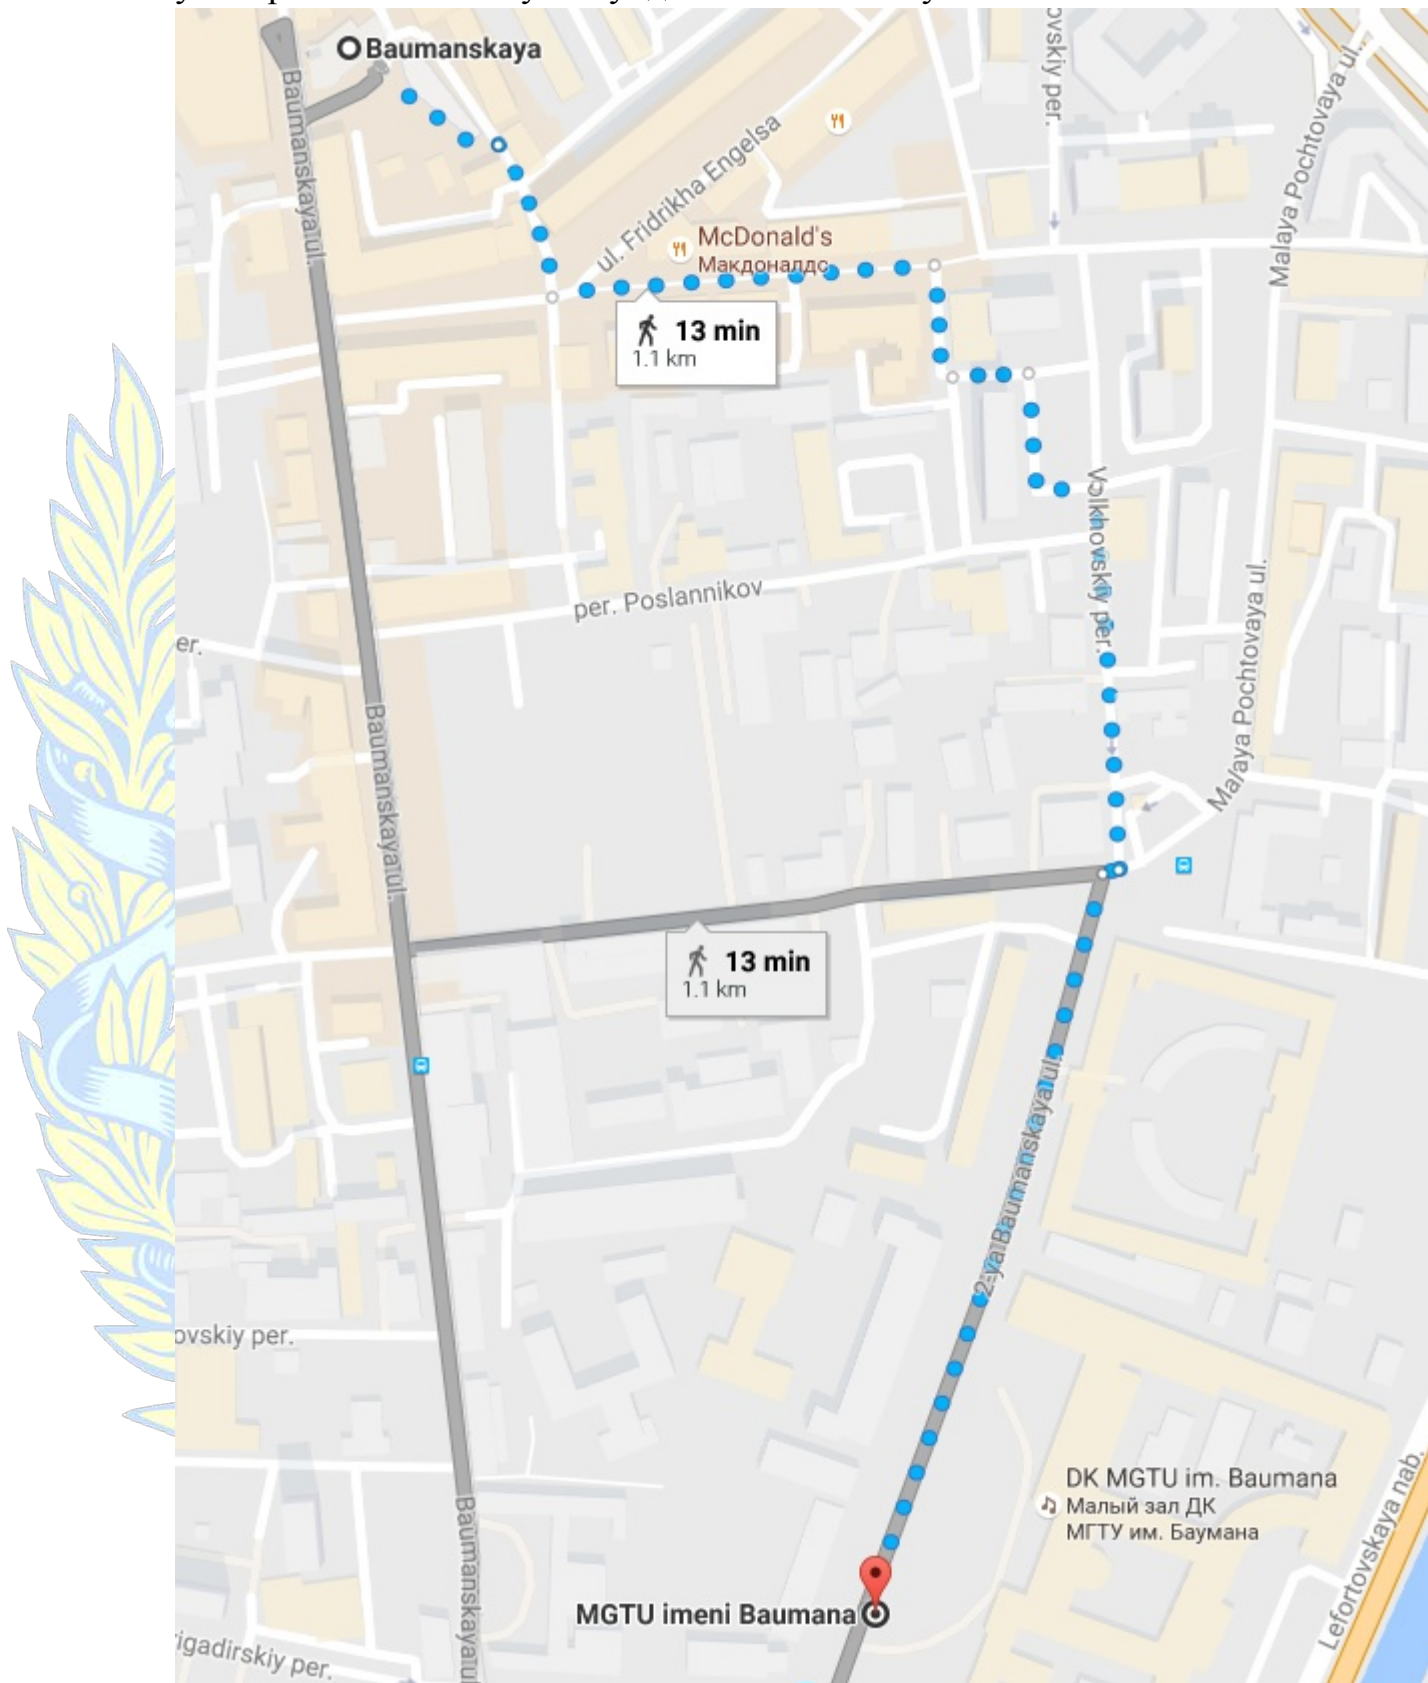 Baumanskaya
ovskiy per.
Malaya Pochtovaya ul.
Baumanskaya ul.
ul. Fridrikha Engelsa
McDonald's
Макдоналдс
13 min
1.1 km
Volkhovskiy per.
per. Poslannikov
er.
Malaya Pochtovaya ul.
Baumanskaya ul.
13 min
1.1 km
2-ya Baumanskaya ul.
ovskiy per.
DK MGTU im. Baumana
Малый зал ДК
МГТУ им. Баумана
Lefortovskaya nab.
Baumanskaya ul
MGTU imeni Baumana
rigadirskiy per.